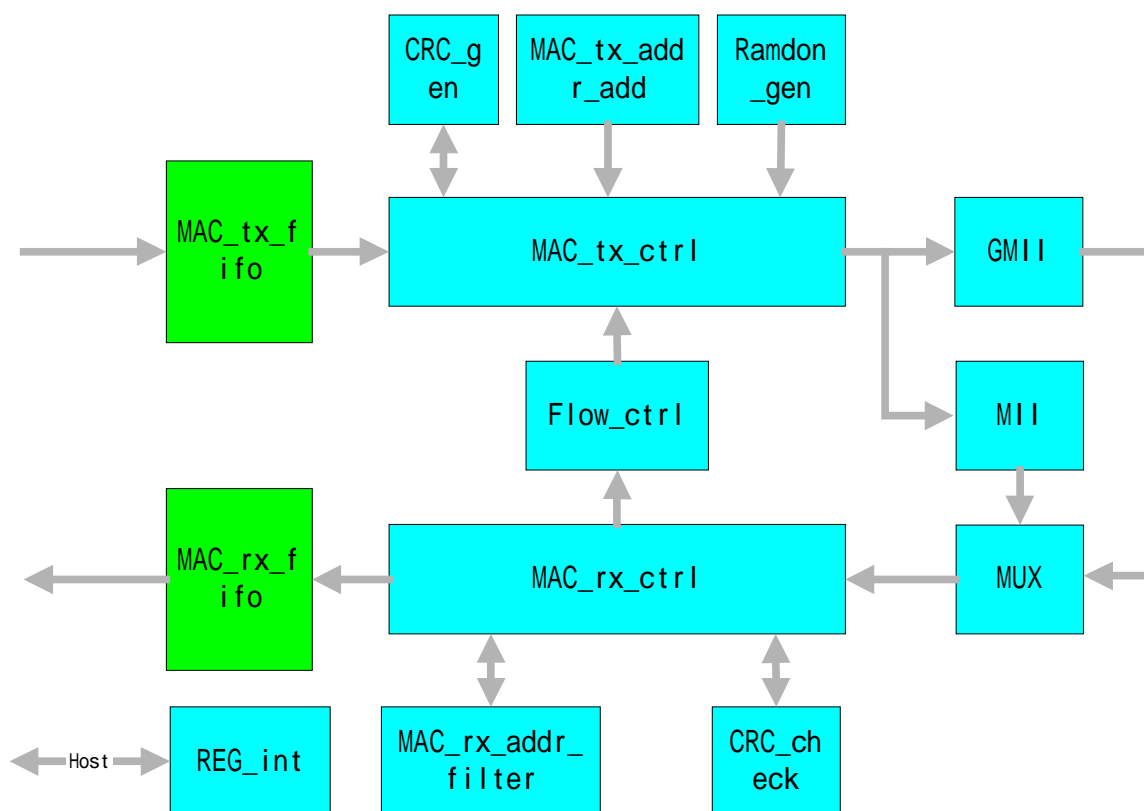 CRC_g
en
MAC_tx_add
r_add
Ramdon
_gen
MAC_tx_f
ifo
MAC_tx_ctrl
GMII
Flow_ctrl
MII
MAC_rx_f
ifo
MAC_rx_ctrl
MUX
Host
REG_int
MAC_rx_addr_
filter
CRC_ch
eck